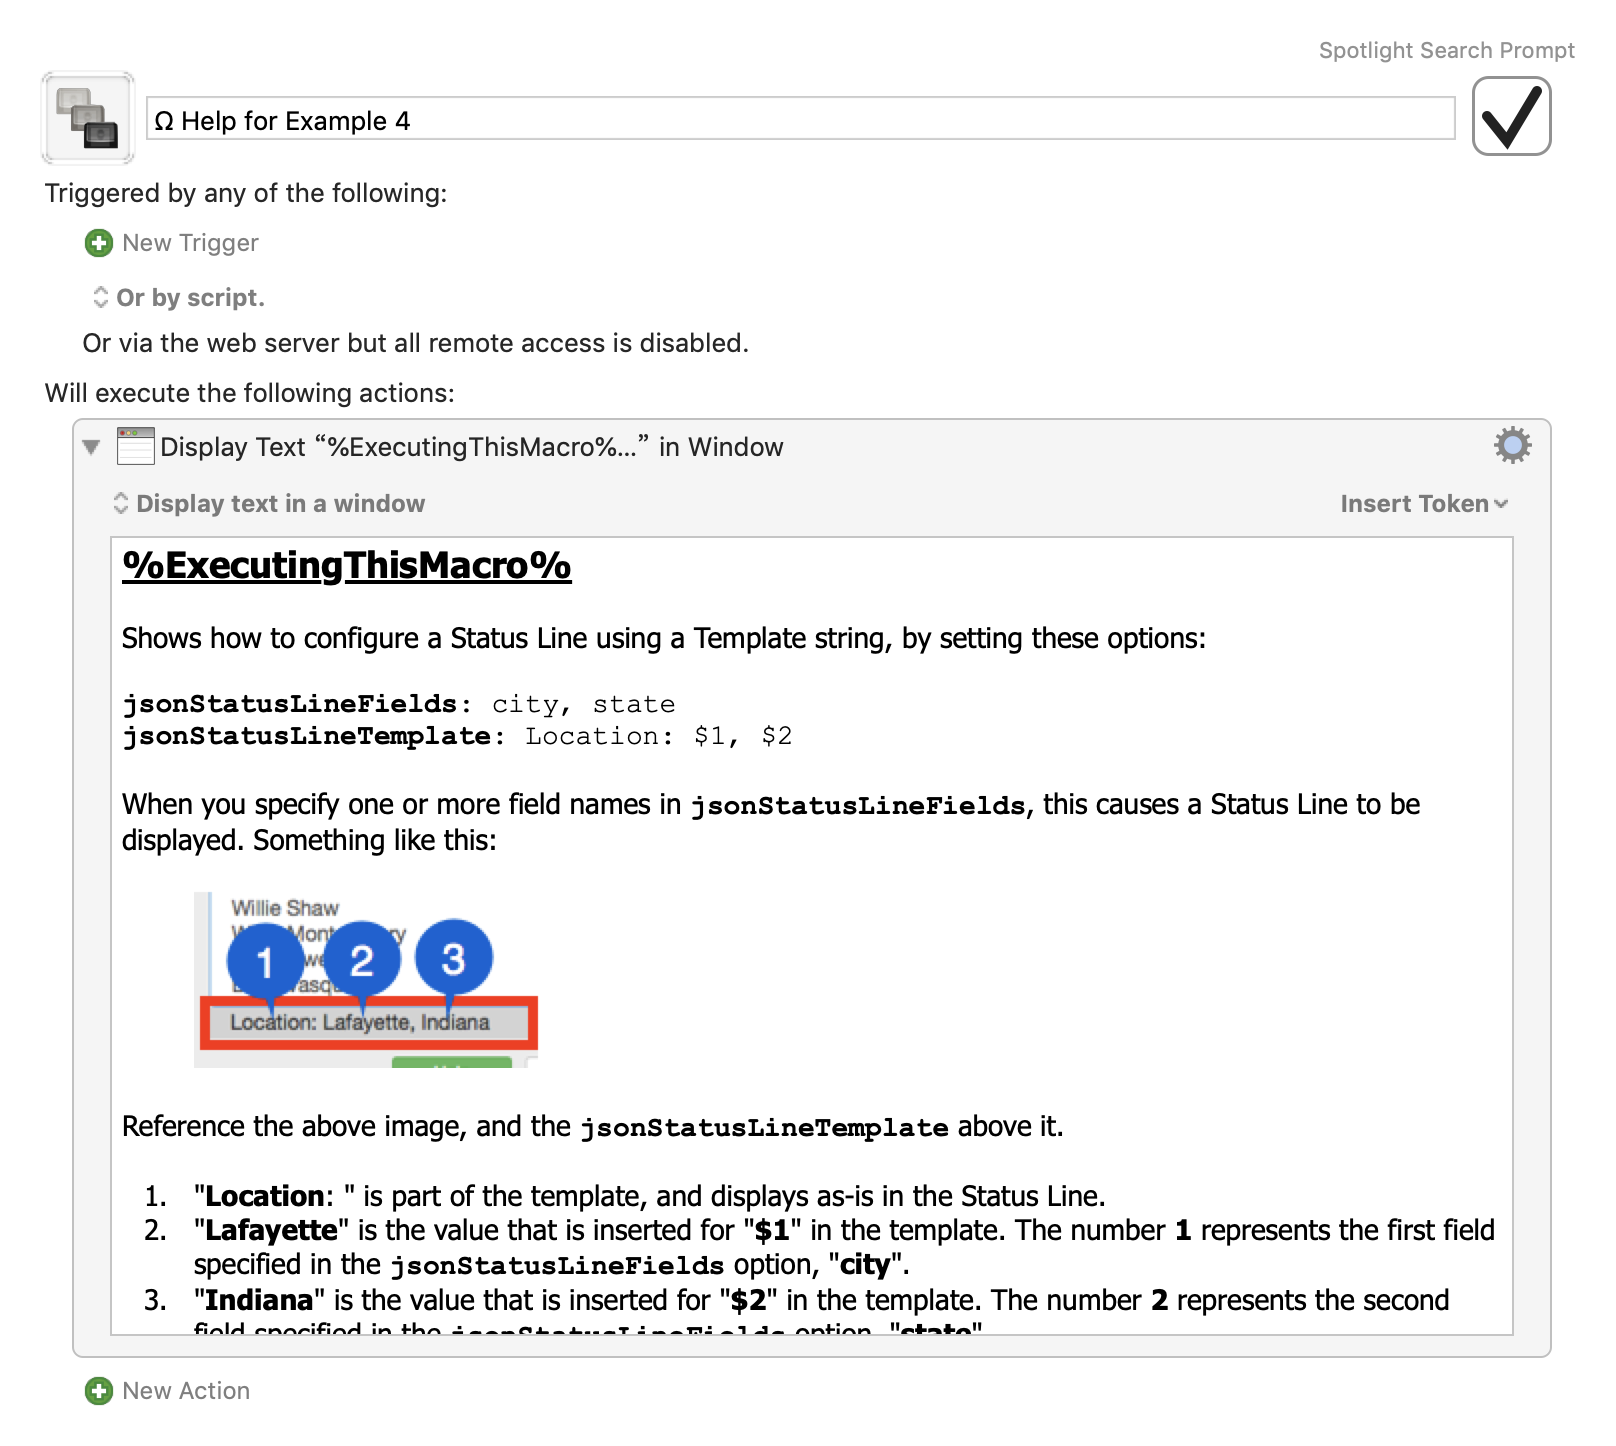 Spotlight Search Prompt
Ω Help for Example 4
Triggered by any of the following:
New Trigger
Or by script.
Or via the web server but all remote access is disabled.
Will execute the following actions:
Display Text “%ExecutingThisMacro%...” in Window
Display text in a window
Insert Token
%ExecutingThisMacro%
Shows how to configure a Status Line using a Template string, by setting these options:
jsonStatusLineFields: city, state
jsonStatusLineTemplate: Location: $1, $2
When you specify one or more field names in jsonStatusLineFields, this causes a Status Line to be
displayed. Something like this:
Willie Shaw
1 2 3
Location: Lafayette, Indiana
Reference the above image, and the jsonStatusLineTemplate above it.
1. "Location: " is part of the template, and displays as-is in the Status Line.
2. "Lafayette" is the value that is inserted for "$1" in the template. The number 1 represents the first field
specified in the jsonStatusLineFields option, "city".
3. "Indiana" is the value that is inserted for "$2" in the template. The number 2 represents the second
field specified in the jsonStatusLineFields option, "state"
New Action